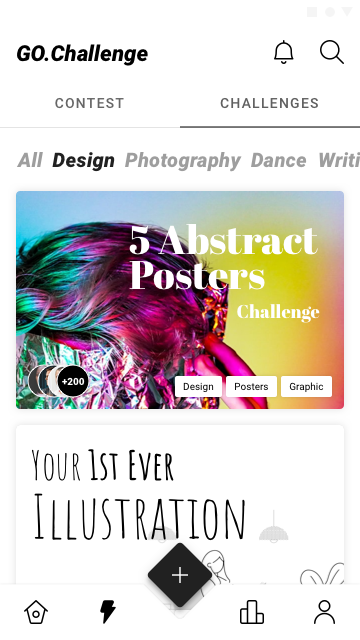 GO.Challenge
CONTEST CHALLENGES
All Design Photography Dance Writi
5 Abstract
Posters
Challenge
+200 Design Posters Graphic
YOUR 1ST EVER
ILLUSTRATION